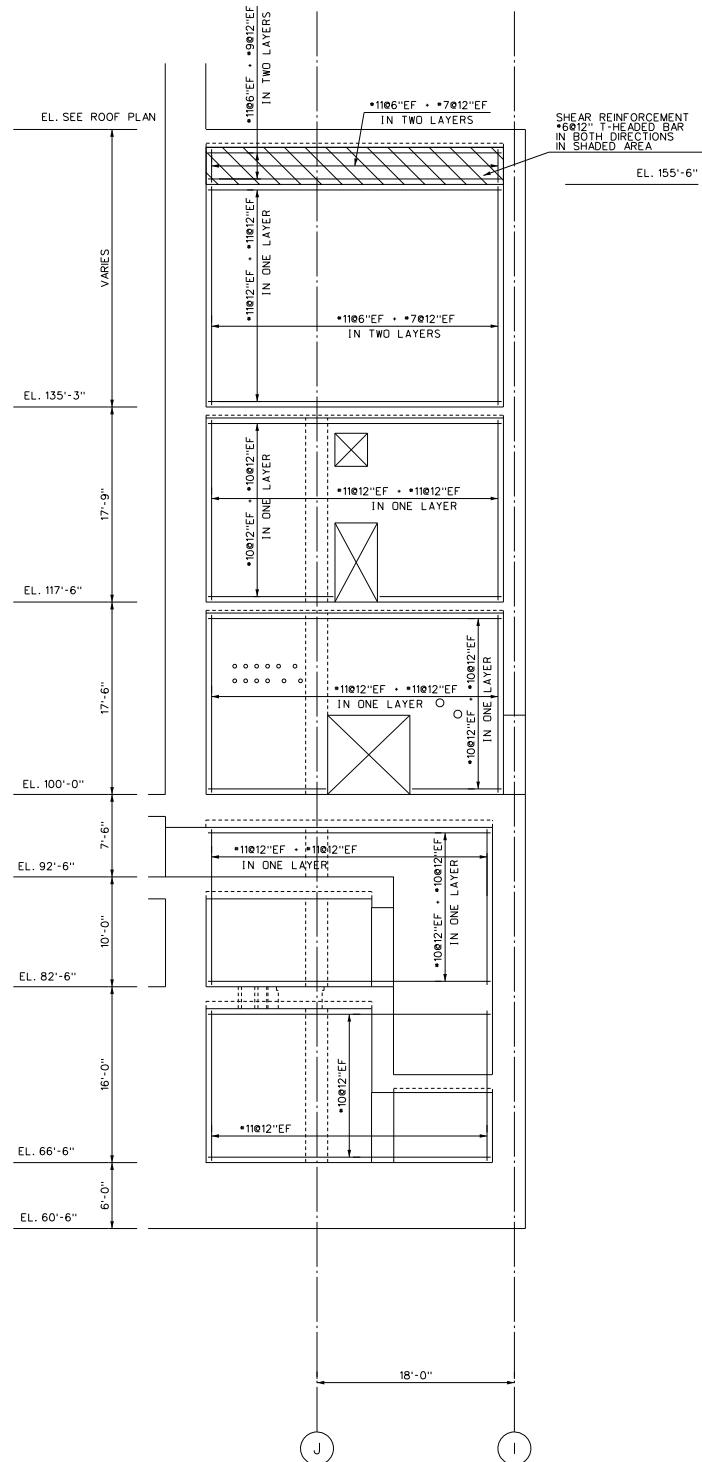 *11@6"EF + *9@12"EF
IN TWO LAYERS
*11@6"EF + *7@12"EF
IN TWO LAYERS
EL. SEE ROOF PLAN
SHEAR REINFORCEMENT
*6@12" T-HEADED BAR
IN BOTH DIRECTIONS
IN SHADED AREA
EL. 155'-6"
VARIES
*11@12"EF + *11@12"EF
IN ONE LAYER
*11@6"EF + *7@12"EF
IN TWO LAYERS
EL. 135'-3"
17'-9"
*10@12"EF + *10@12"EF
IN ONE LAYER
*11@12"EF + *11@12"EF
IN ONE LAYER
EL. 117'-6"
17'-6"
*11@12"EF + *11@12"EF
IN ONE LAYER
*10@12"EF + *10@12"EF
IN ONE LAYER
EL. 100'-0"
7'-6"
*11@12"EF + *11@12"EF
IN ONE LAYER
*10@12"EF + *10@12"EF
IN ONE LAYER
EL. 92'-6"
10'-0"
EL. 82'-6"
16'-0"
*10@12"EF
*11@12"EF
EL. 66'-6"
6'-0"
EL. 60'-6"
18'-0"
J
I